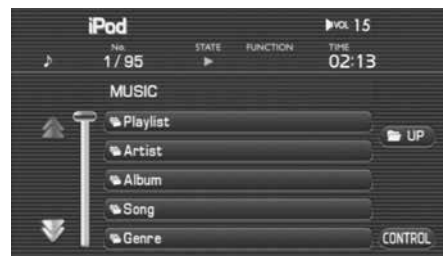 iPod VOL 15
No. STATE FUNCTION TIME
1/95 02:13
MUSIC
Playlist
UP
Artist
Album
Song
Genre CONTROL